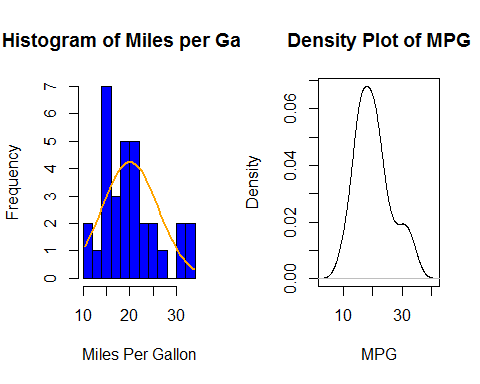 Histogram of Miles per Ga
Frequency
0 1 2 3 4 5 6 7
10 20 30
Miles Per Gallon
Density Plot of MPG
Density
0.00 0.02 0.04 0.06
10 30
MPG